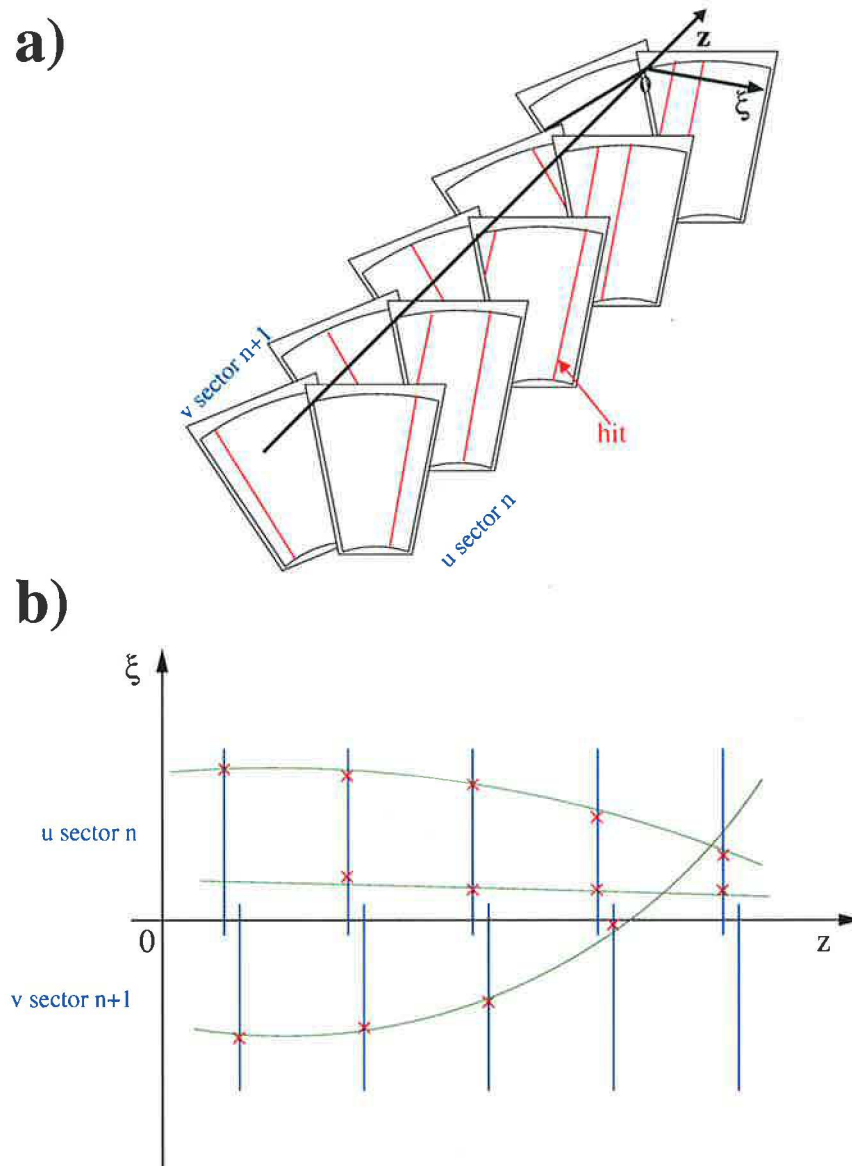 a)
z
0
ξ
v sector n+1
hit
u sector n
b)
ξ
u sector n
0
z
v sector n+1